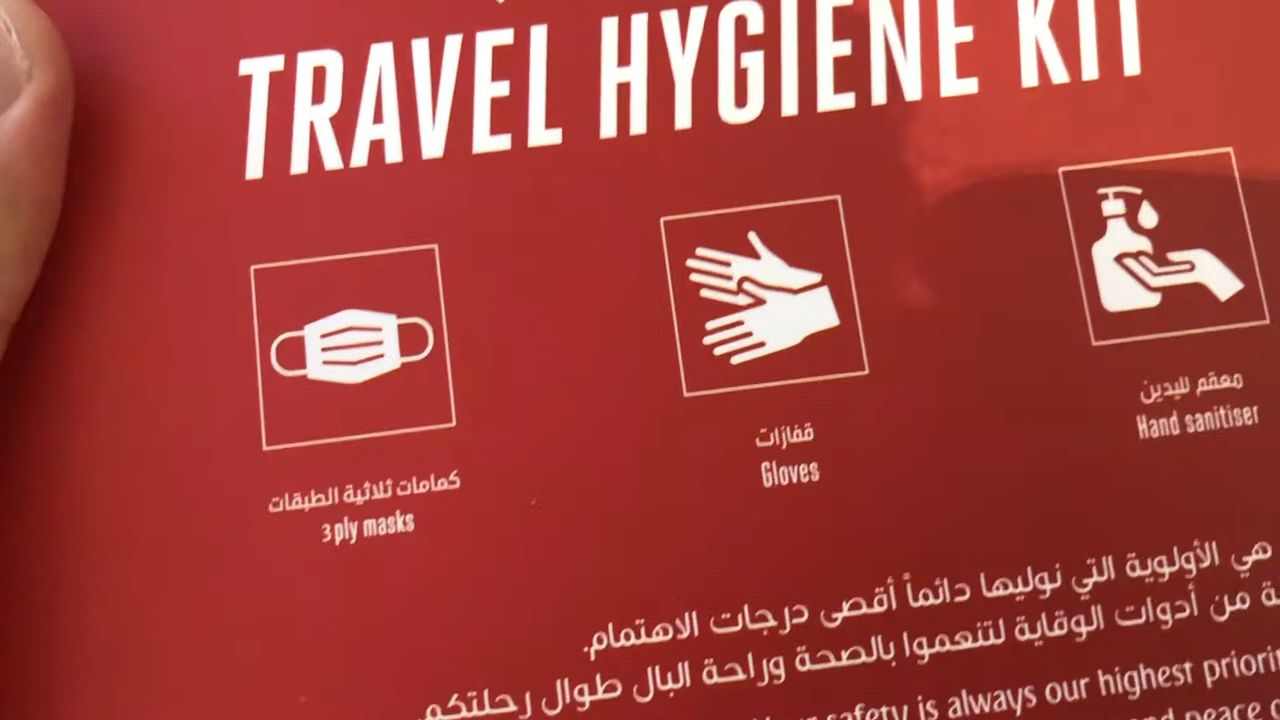 TRAVEL HYGIENE KIT
كمامات ثلاثية الطبقات
3 ply masks
قفازات
Gloves
معقم لليدين
Hand sanitiser
هي الأولوية التي نوليها دائماً أقصى درجات الاهتمام.
من أدوات الوقاية لتنعموا بالصحة وراحة البال طوال رحلتكم
safety is always our highest
peace